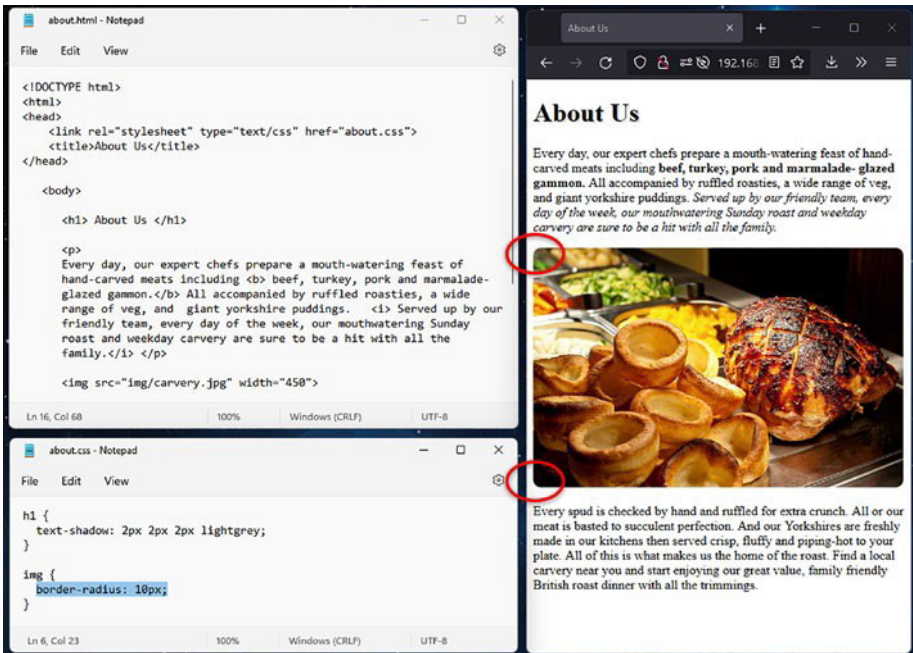 about.html - Notepad
File Edit View
<!DOCTYPE html>
<html>
<head>
<link rel="stylesheet" type="text/css" href="about.css">
<title>About Us</title>
</head>
<body>
<h1> About Us </h1>
<p>
Every day, our expert chefs prepare a mouth-watering feast of
hand-carved meats including <b> beef, turkey, pork and marmalade-
glazed gammon.</b> All accompanied by ruffled roasties, a wide
range of veg, and giant yorkshire puddings. <i> Served up by our
friendly team, every day of the week, our mouthwatering Sunday
roast and weekday carvery are sure to be a hit with all the
family.</i> </p>
<img src="img/carvery.jpg" width="450">
Ln 16, Col 68 100% Windows (CRLF) UTF-8
about.css - Notepad
File Edit View
h1 {
text-shadow: 2px 2px 2px lightgrey;
}
img {
border-radius: 10px;
}
Ln 6, Col 23 100% Windows (CRLF) UTF-8
About Us
192.168
About Us
Every day, our expert chefs prepare a mouth-watering feast of hand-
carved meats including beef, turkey, pork and marmalade- glazed
gammon. All accompanied by ruffled roasties, a wide range of veg,
and giant yorkshire puddings. Served up by our friendly team, every
day of the week, our mouthwatering Sunday roast and weekday
carvery are sure to be a hit with all the family.
Every spud is checked by hand and ruffled for extra crunch. All or our
meat is basted to succulent perfection. And our Yorkshires are freshly
made in our kitchens then served crisp, fluffy and piping-hot to your
plate. All of this is what makes us the home of the roast. Find a local
carvery near you and start enjoying our great value, family friendly
British roast dinner with all the trimmings.